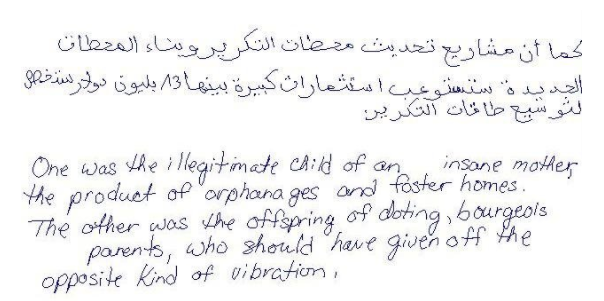 كما أن مشاريع تحديث محطات التكرير وبناء المحطات
الجديدة ستستوعب استثمارات كبيرة بينها 13 بليون دولار ستخصص
لتوسيع طاقات التكرير.
One was the illegitimate child of an insane mother,
the product of orphanages and foster homes.
The other was the offspring of doting, bourgeois
parents, who should have given off the
opposite kind of vibration.